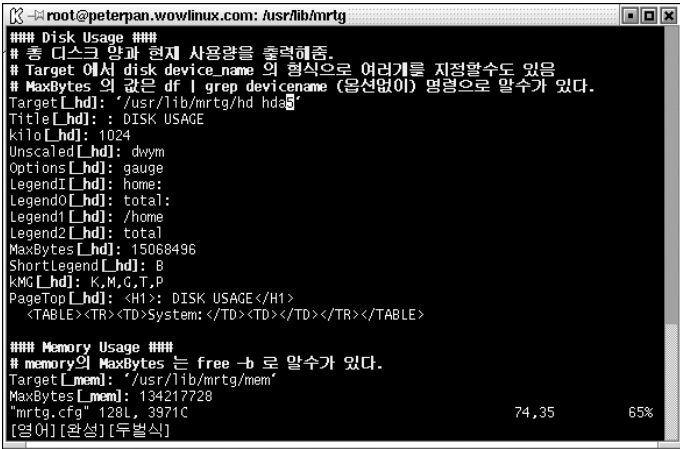 root@peterpan.wowlinux.com: /usr/lib/mrtg
### Disk Usage ###
# 총 디스크 양과 현재 사용량을 출력해줌.
# Target 에서 disk device_name 의 형식으로 여러개를 지정할수도 있음
# MaxBytes 의 값은 df | grep devicename (옵션없이) 명령으로 알수가 있다.
Target[_hd]: ‘/usr/lib/mrtg/hd hda5‘
Title[_hd]: : DISK USAGE
kilo[_hd]: 1024
Unscaled[_hd]: dwym
Options[_hd]: gauge
LegendI[_hd]: home:
LegendO[_hd]: total:
Legend1[_hd]: /home
Legend2[_hd]: total
MaxBytes[_hd]: 15068496
ShortLegend[_hd]: B
kMG[_hd]: K,M,G,T,P
PageTop[_hd]: <H1>: DISK USAGE</H1>
<TABLE><TR><TD>System:</TD><TD></TD></TR></TABLE>
### Memory Usage ###
# memory의 MaxBytes 는 free -b 로 알수가 있다.
Target[_mem]: ‘/usr/lib/mrtg/mem‘
MaxBytes[_mem]: 134217728
"mrtg.cfg" 128L, 3971C 74,35 65%
[영어][완성][두벌식]